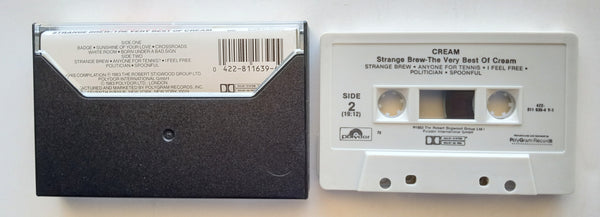 STRANGE BREW-THE VERY BEST OF CREAM
SIDE ONE
BADGE • SUNSHINE OF YOUR LOVE • CROSSROADS
WHITE ROOM • BORN UNDER A BAD SIGN
SIDE TWO
STRANGE BREW • ANYONE FOR TENNIS? • I FEEL FREE
POLITICIAN • SPOONFUL
THIS COMPILATION ℗ 1983 THE ROBERT STIGWOOD GROUP LTD.
POLYDOR INTERNATIONAL GMBH
© 1983 POLYDOR LTD., LONDON
MANUFACTURED AND MARKETED BY POLYGRAM RECORDS, INC.
0 422-811639-4
CREAM
Strange Brew-The Very Best Of Cream
STRANGE BREW • ANYONE FOR TENNIS • I FEEL FREE •
POLITICIAN • SPOONFUL
SIDE
2
(19:12)
422-
polydor
DOLBY SYSTEM
PolyGram Records